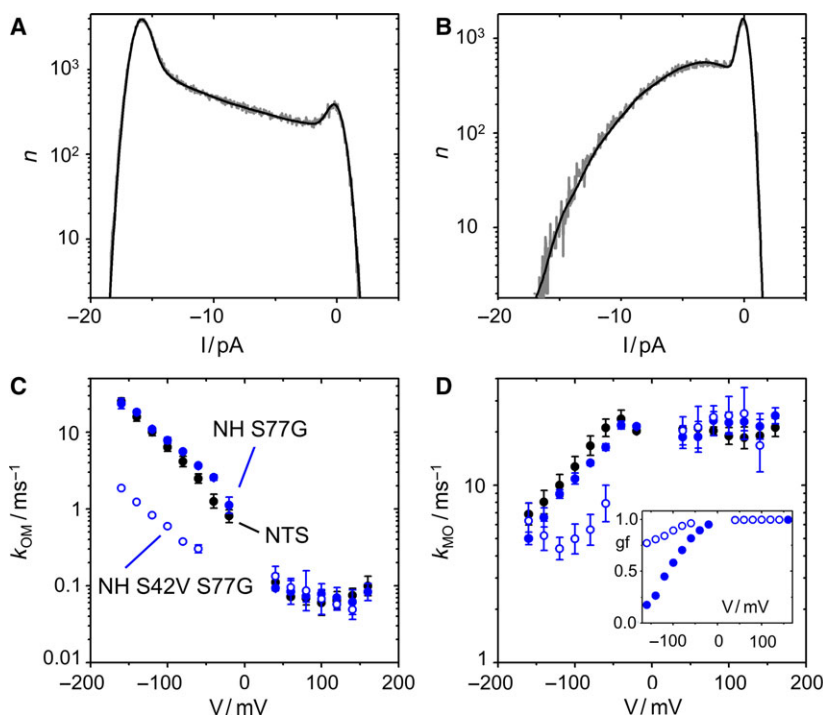 A
B
10³
10²
10
n
−20
−10
0
I / pA
10³
10²
10
n
−20
−10
0
I / pA
C
D
10
1
0.1
0.01
k_OM / ms⁻¹
NH S77G
NTS
NH S42V S77G
−200
−100
0
100
200
V / mV
10
1
k_MO / ms⁻¹
1.0
gf
0.5
0.0
V / mV
−100
0
100
−200
−100
0
100
200
V / mV